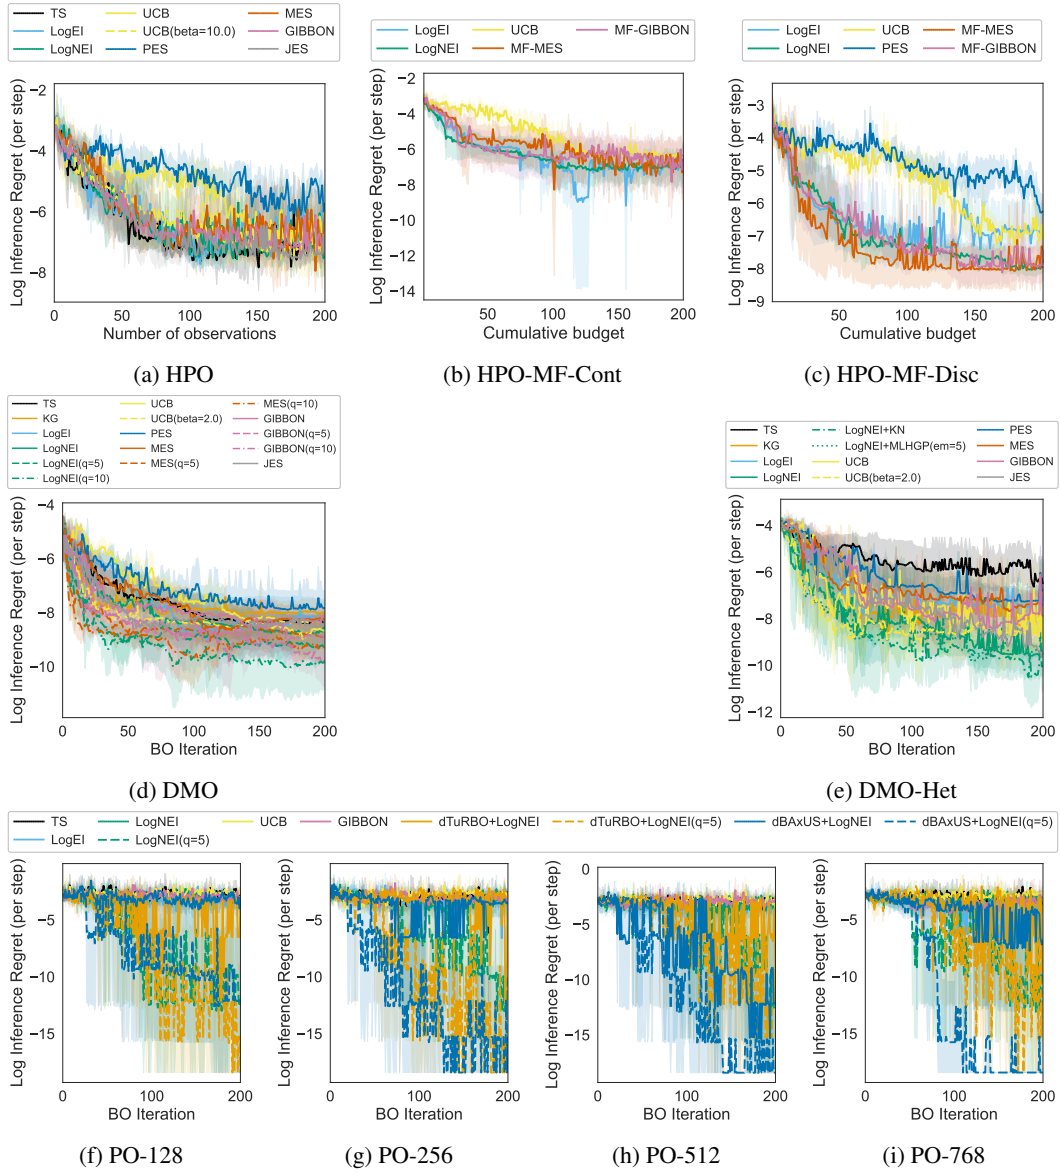 TS UCB MES
LogEI UCB(beta=10.0) GIBBON
LogNEI PES JES
LogEI UCB MF-GIBBON
LogNEI MF-MES
LogEI UCB MF-MES
LogNEI PES MF-GIBBON
Log Inference Regret (per step)
−2
−4
−6
−8
0 50 100 150 200
Number of observations
Log Inference Regret (per step)
−2
−4
−6
−8
−10
−12
−14
50 100 150 200
Cumulative budget
Log Inference Regret (per step)
−3
−4
−5
−6
−7
−8
−9
0 50 100 150 200
Cumulative budget
(a) HPO
(b) HPO-MF-Cont
(c) HPO-MF-Disc
TS UCB MES(q=10)
KG UCB(beta=2.0) GIBBON
LogEI PES GIBBON(q=5)
LogNEI MES GIBBON(q=10)
LogNEI(q=5) MES(q=5) JES
LogNEI(q=10)
TS LogNEI+KN PES
KG LogNEI+MLHGP(em=5) MES
LogEI UCB GIBBON
LogNEI UCB(beta=2.0) JES
Log Inference Regret (per step)
−4
−6
−8
−10
0 50 100 150 200
BO Iteration
Log Inference Regret (per step)
−4
−6
−8
−10
−12
0 50 100 150 200
BO Iteration
(d) DMO
(e) DMO-Het
TS LogNEI UCB GIBBON dTuRBO+LogNEI dTuRBO+LogNEI(q=5) dBAxUS+LogNEI dBAxUS+LogNEI(q=5)
LogEI LogNEI(q=5)
Log Inference Regret (per step)
−5
−10
−15
0 100 200
BO Iteration
Log Inference Regret (per step)
−5
−10
−15
0 100 200
BO Iteration
Log Inference Regret (per step)
0
−5
−10
−15
0 100 200
BO Iteration
Log Inference Regret (per step)
−5
−10
−15
0 100 200
BO Iteration
(f) PO-128
(g) PO-256
(h) PO-512
(i) PO-768